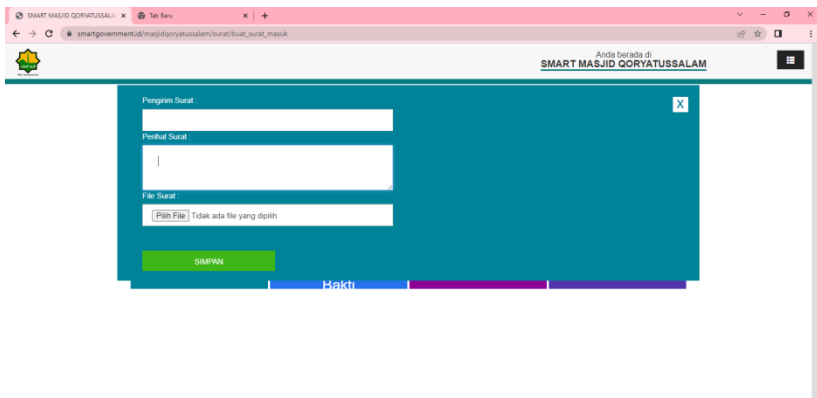 SMART MASJID QORYATUSSALA
Tab Baru
smartgovernment.id/masjidqoryatussalam/surat/buat_surat_masuk
Anda berada di
SMART MASJID QORYATUSSALAM
Pengirim Surat :
X
Perihal Surat :
File Surat :
Pilih File Tidak ada file yang dipilih
SIMPAN
Bakti